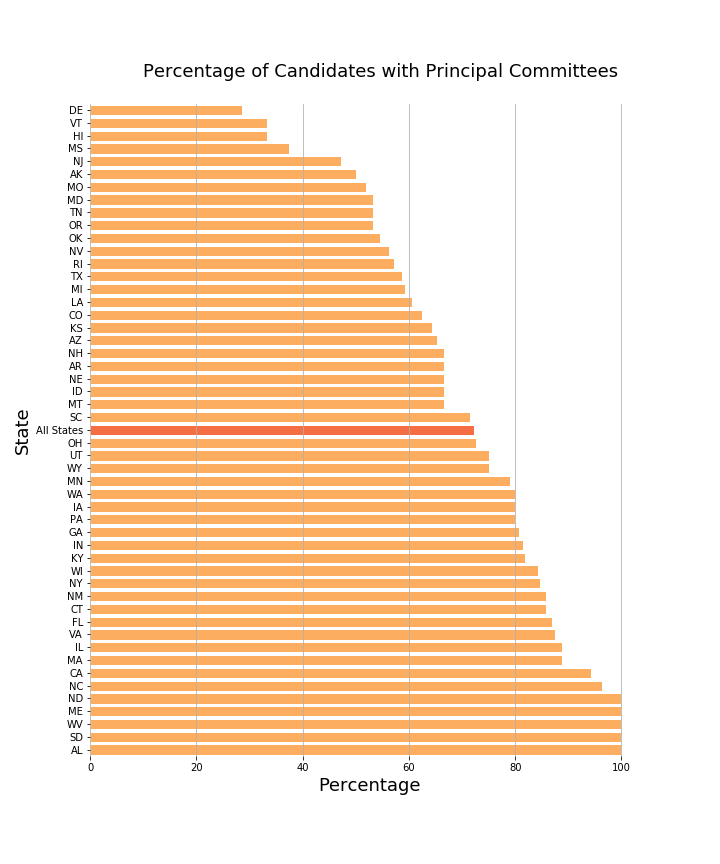 Percentage of Candidates with Principal Committees
DE
VT
HI
MS
NJ
AK
MO
MD
TN
OR
OK
NV
RI
TX
MI
LA
CO
KS
AZ
NH
AR
NE
ID
MT
SC
All States
OH
UT
WY
MN
WA
IA
PA
GA
IN
KY
WI
NY
NM
CT
FL
VA
IL
MA
CA
NC
ND
ME
WV
SD
AL
State
0 20 40 60 80 100
Percentage